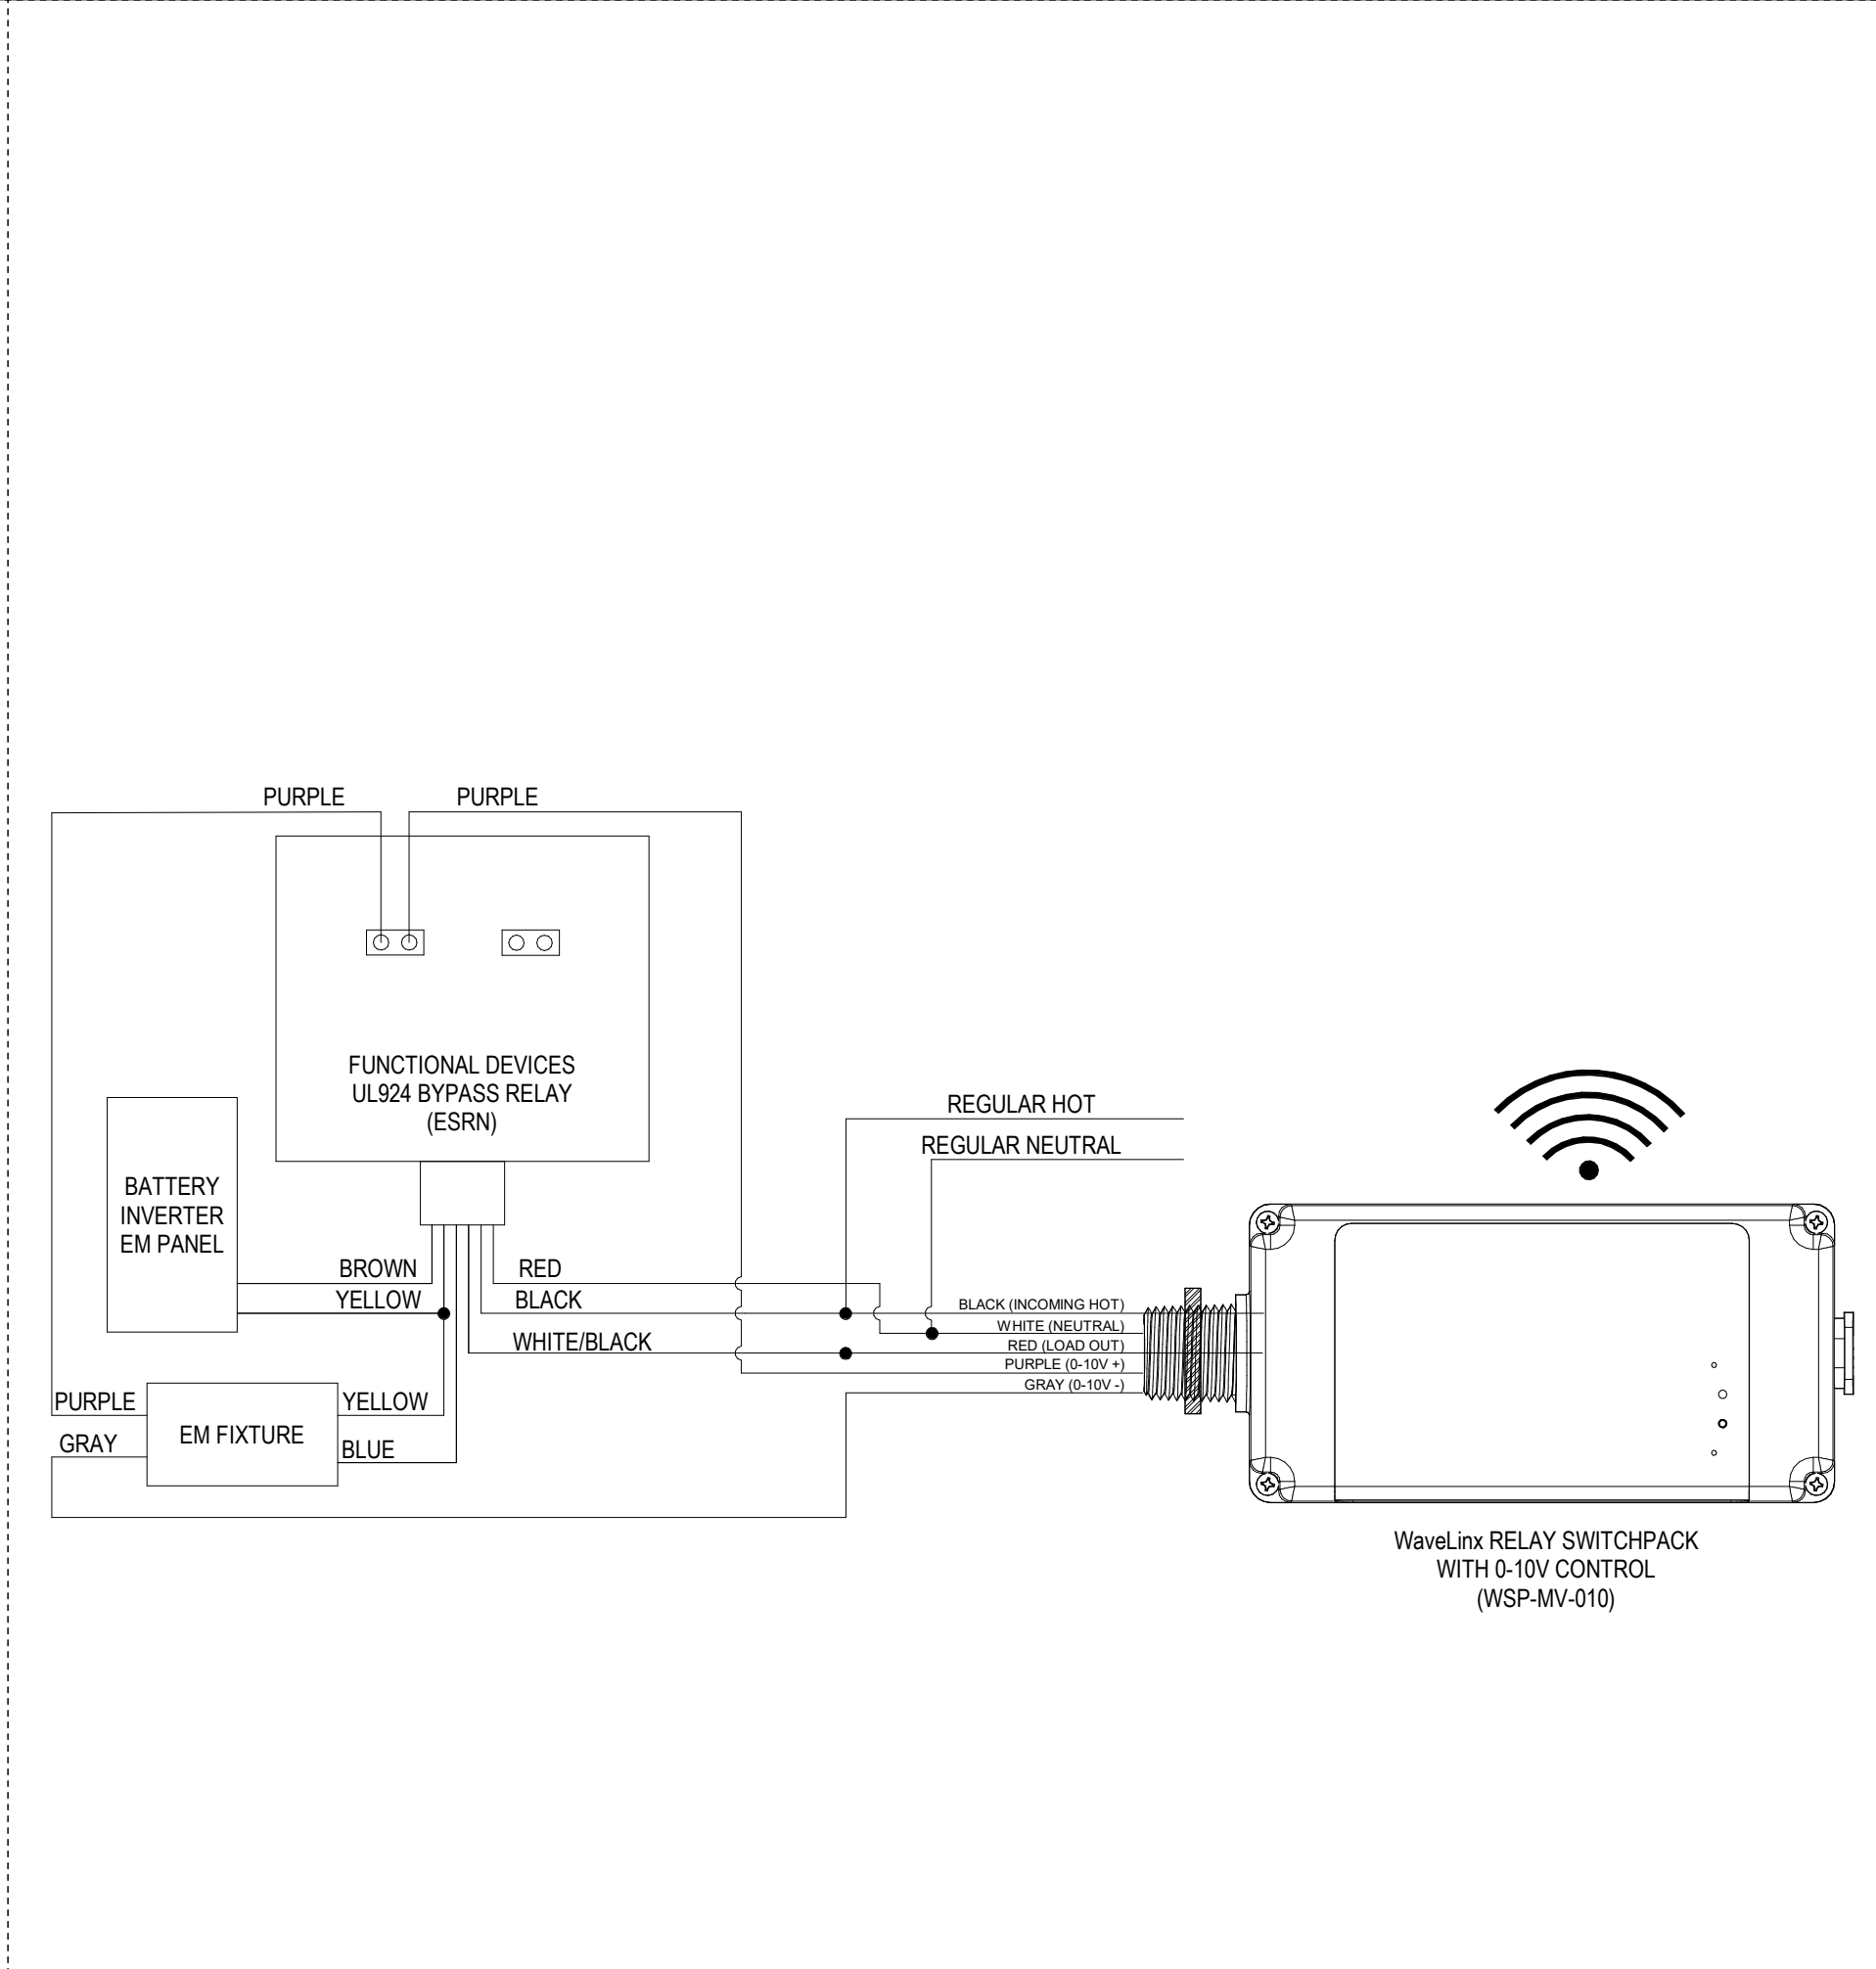 PURPLE
PURPLE
FUNCTIONAL DEVICES
UL924 BYPASS RELAY
(ESRN)
BATTERY
INVERTER
EM PANEL
REGULAR HOT
REGULAR NEUTRAL
BROWN
RED
YELLOW
BLACK
WHITE/BLACK
BLACK (INCOMING HOT)
WHITE (NEUTRAL)
RED (LOAD OUT)
PURPLE (0-10V +)
GRAY (0-10V -)
PURPLE
YELLOW
EM FIXTURE
GRAY
BLUE
WaveLinx RELAY SWITCHPACK
WITH 0-10V CONTROL
(WSP-MV-010)